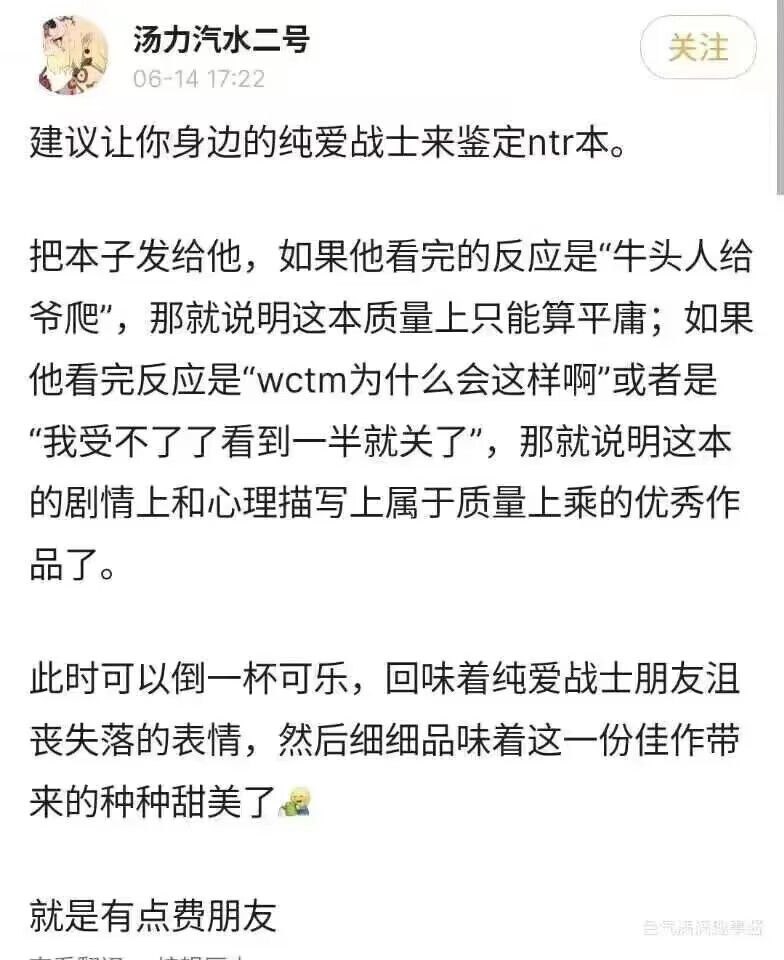 汤力汽水二号
关注
06-14 17:22
建议让你身边的纯爱战士来鉴定ntr本。
把本子发给他，如果他看完的反应是“牛头人给
爷爬”，那就说明这本质量上只能算平庸；如果
他看完反应是“wctm为什么会这样啊”或者是
“我受不了了看到一半就关了”，那就说明这本
的剧情上和心理描写上属于质量上乘的优秀作
品了。
此时可以倒一杯可乐，回味着纯爱战士朋友沮
丧失落的表情，然后细细品味着这一份佳作带
来的种种甜美了
就是有点费朋友